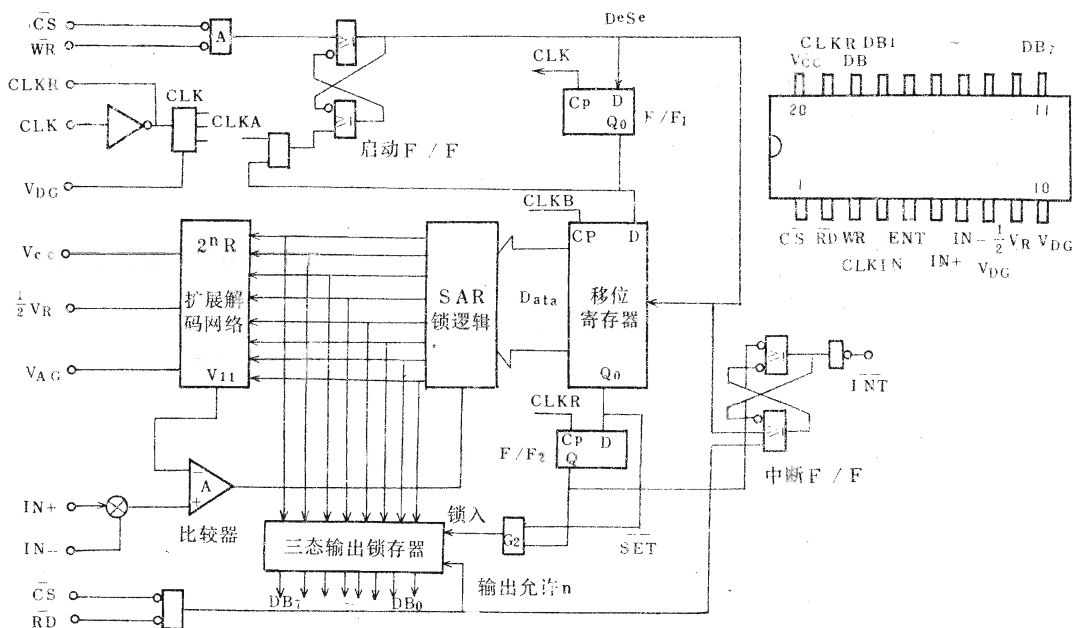 CS
WR
A
≥1
DeSe
CLK
Cp D
Q0
F/F1
CLKR
CLK
CLK
CLKA
≥1
启动F/F
VDG
CLKR DB1 ~ DB7
VCC DB
20 11
1 10
CS RD WR ENT IN- 1/2 VR VDG
CLKIN IN+ VDG
CLKB
CP D
2ⁿR
扩展解
码网络
V11
Vcc
1/2 VR
VAG
SAR
锁逻辑
Data
移位
寄存器
Q0
CLKR
Cp D
Q
F/F2
≥1
INT
≥1
中断F/F
A
-
+
比较器
IN+
IN-
锁入
G2
SET
三态输出锁存器
输出允许n
DB7 ~ DB0
CS
RD